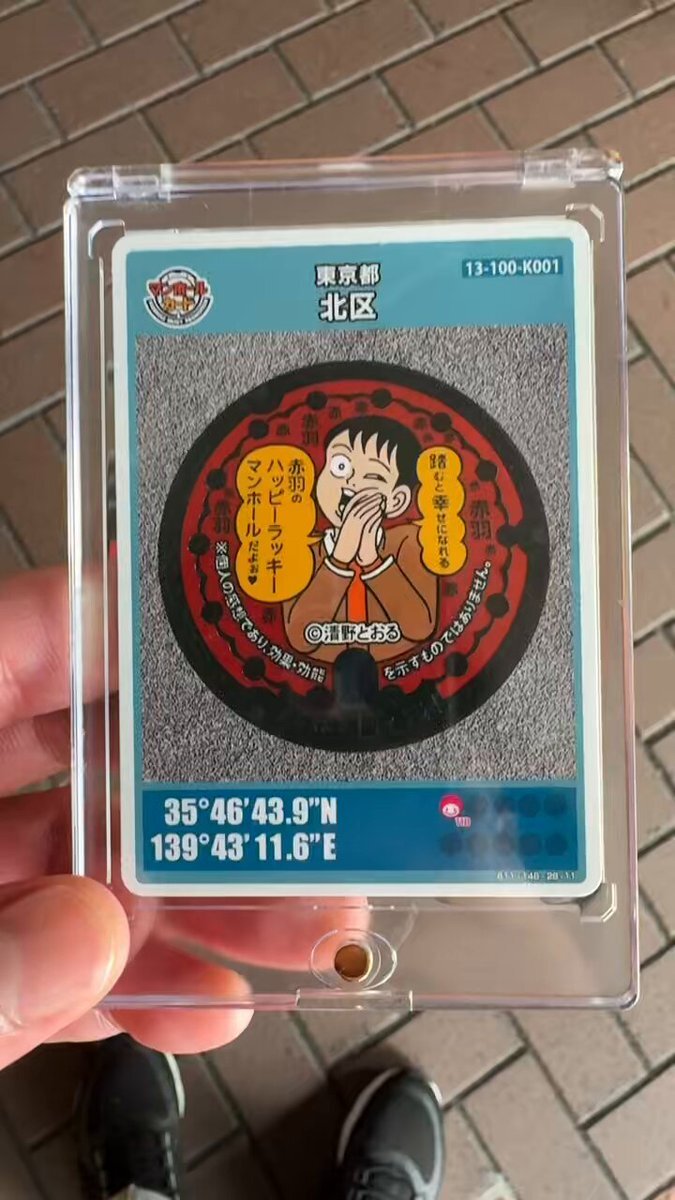 マンホール
カード
東京都
北区
13-100-K001
赤羽
赤羽の
ハッピーラッキー
マンホールだよぉ♥
踏むと
幸せになれる
赤羽
赤羽
©清野とおる
※個人の感想であり、効果・効能
を示すものではありません。
35°46'43.9"N
139°43'11.6"E